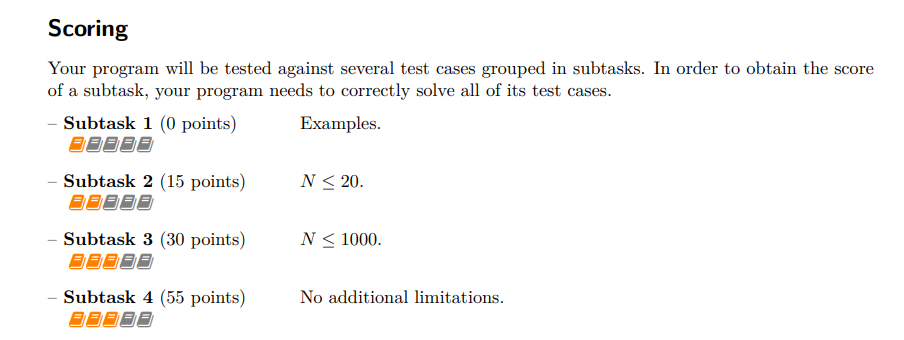 Scoring
Your program will be tested against several test cases grouped in subtasks. In order to obtain the score
of a subtask, your program needs to correctly solve all of its test cases.
– Subtask 1 (0 points) Examples.
– Subtask 2 (15 points) N ≤ 20.
– Subtask 3 (30 points) N ≤ 1000.
– Subtask 4 (55 points) No additional limitations.